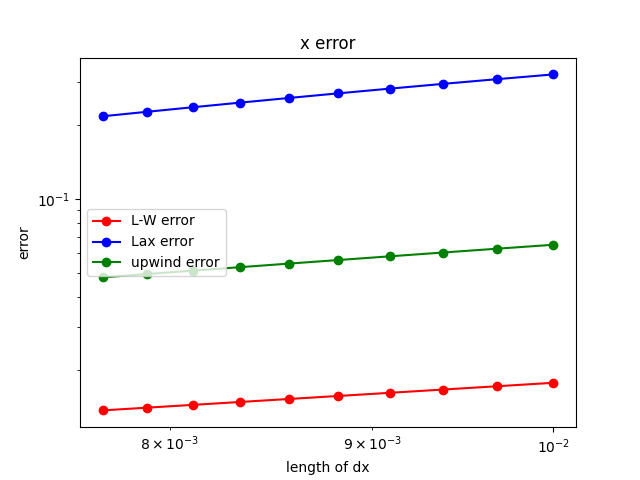 x error
10⁻¹
error
L-W error
Lax error
upwind error
8 × 10⁻³
9 × 10⁻³
10⁻²
length of dx